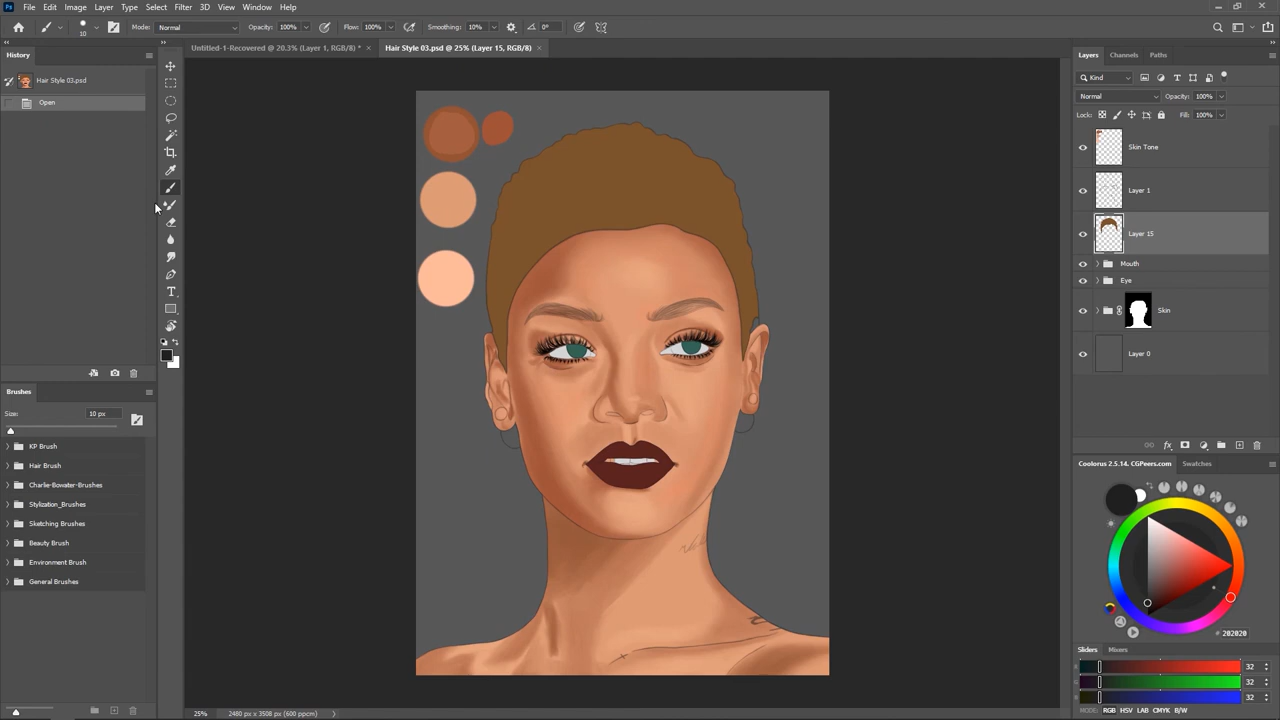 Ps File Edit Image Layer Type Select Filter 3D View Window Help
10 Mode: Normal Opacity: 100% Flow: 100% Smoothing: 10% 0°
History
Untitled-1-Recovered @ 20.3% (Layer 1, RGB/8) * ×
Hair Style 03.psd @ 25% (Layer 15, RGB/8) ×
Hair Style 03.psd
Open
Brushes
Size: 10 px
KP Brush
Hair Brush
Charlie-Bowater-Brushes
Stylization_Brushes
Sketching Brushes
Beauty Brush
Environment Brush
General Brushes
25% 2480 px x 3508 px (600 ppcm)
Layers Channels Paths
Kind
Normal Opacity: 100%
Lock: Fill: 100%
Skin Tone
Layer 1
Layer 15
Mouth
Eye
Skin
Layer 0
Coolorus 2.5.14. CGPeers.com Swatches
# 202020
Sliders Mixers
32
32
32
MODE: RGB HSV LAB CMYK B/W